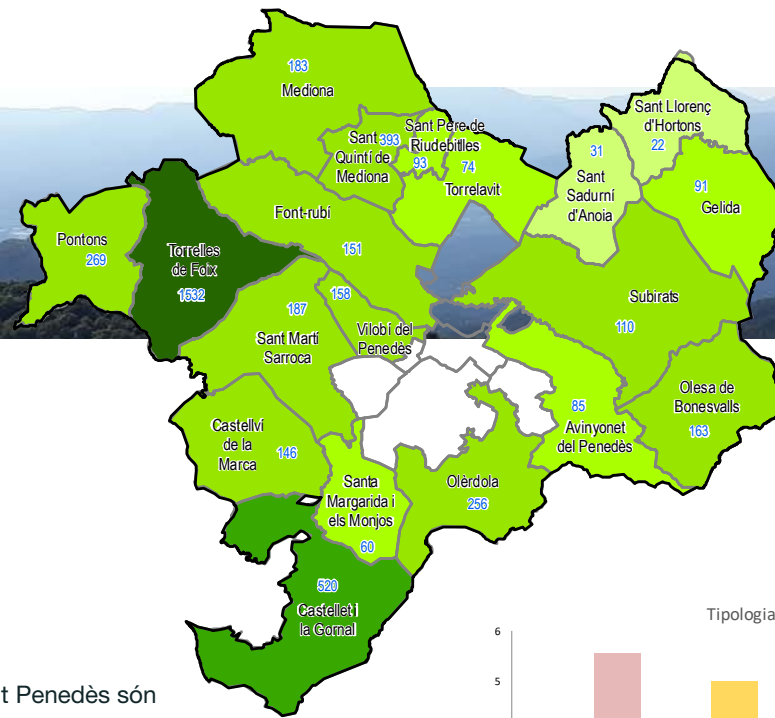 183
Mediona
Sant Llorenç
d'Hortons
22
Sant
Quintí de
Mediona
393
Sant Pere de
Riudebitlles
93
74
Torrelavit
31
Sant
Sadurní
d'Anoia
91
Gelida
Font-rubí
151
Pontons
269
Torrelles
de Foix
1532
158
Vilobí del
Penedès
187
Sant Martí
Sarroca
Subirats
110
Olesa de
Bonesvalls
163
85
Avinyonet
del Penedès
Castellví
de la
Marca
146
Santa
Margarida i
els Monjos
60
Olèrdola
256
520
Castellet i
la Gornal
Tipologia
6
5
t Penedès són